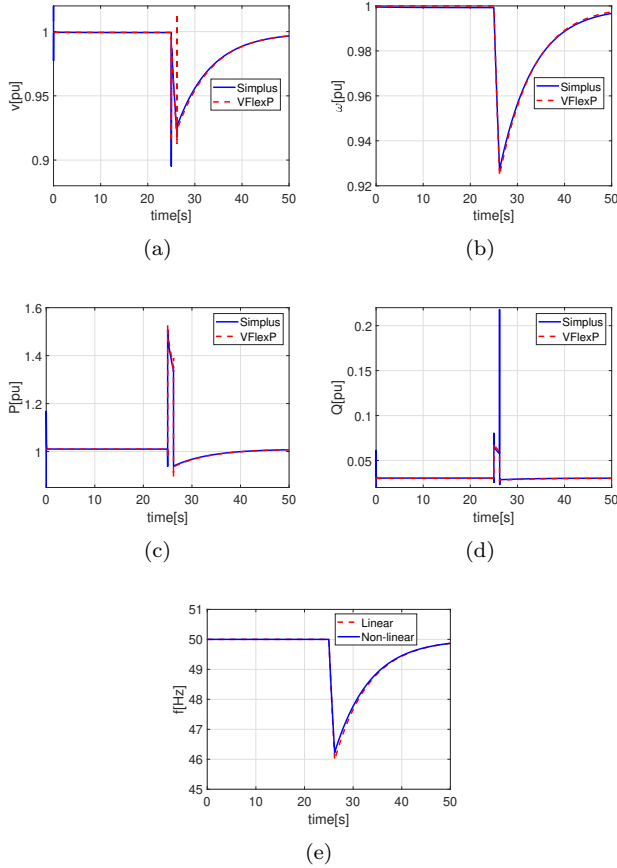 v[pu]
1
0.95
0.9
Simplus
VFlexP
0 10 20 30 40 50
time[s]
(a)
ω[pu]
1
0.98
0.96
0.94
0.92
Simplus
VFlexP
0 10 20 30 40 50
time[s]
(b)
P[pu]
1.6
1.4
1.2
1
Simplus
VFlexP
0 10 20 30 40 50
time[s]
(c)
Q[pu]
0.2
0.15
0.1
0.05
Simplus
VFlexP
0 10 20 30 40 50
time[s]
(d)
f[Hz]
51
50
49
48
47
46
45
Linear
Non-linear
0 10 20 30 40 50
time[s]
(e)